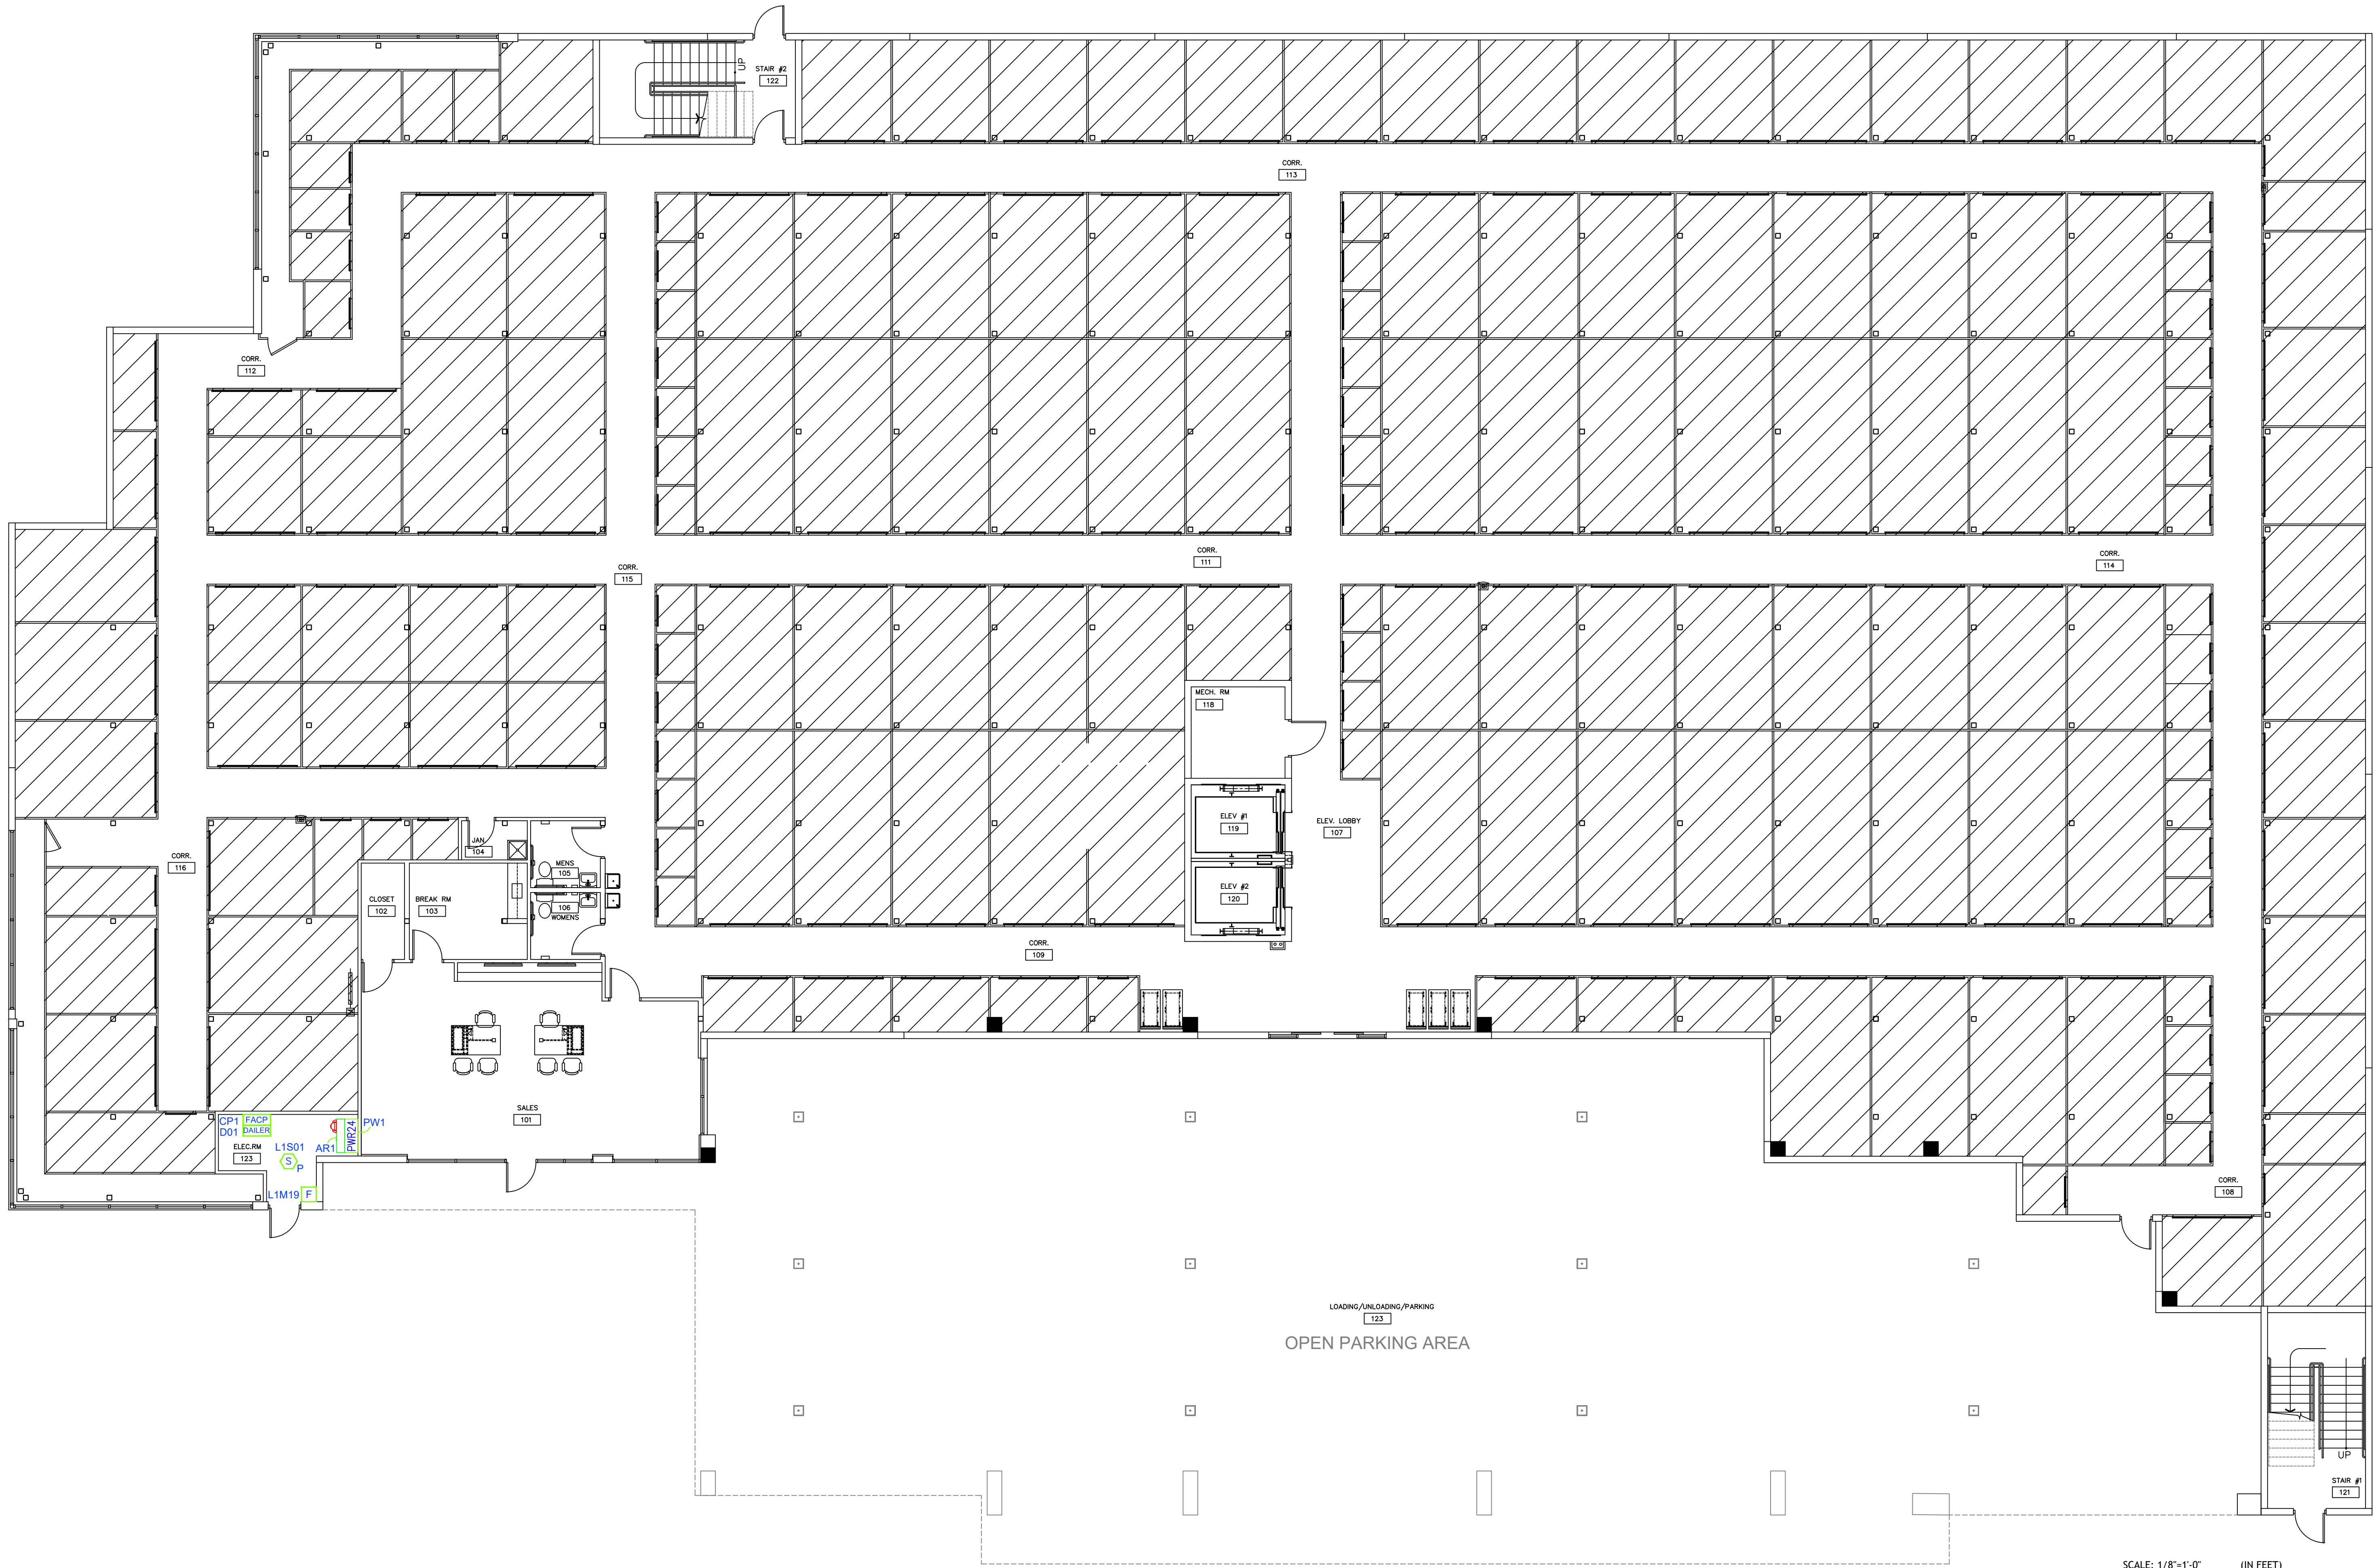 UP
STAIR #2
122
CORR.
113
CORR.
112
CORR.
111
CORR.
114
CORR.
115
MECH. RM
118
ELEV #1
119
ELEV. LOBBY
107
JAN
104
CORR.
116
MENS
105
CLOSET
102
BREAK RM
103
106
WOMENS
ELEV #2
120
CORR.
109
SALES
101
CP1
FACP
D01
DAILER
PWR24
PW1
AR1
ELEC.RM
123
L1S01
S
P
L1M19
F
CORR.
108
LOADING/UNLOADING/PARKING
123
OPEN PARKING AREA
UP
STAIR #1
121
SCALE: 1/8"=1'-0" (IN FEET)